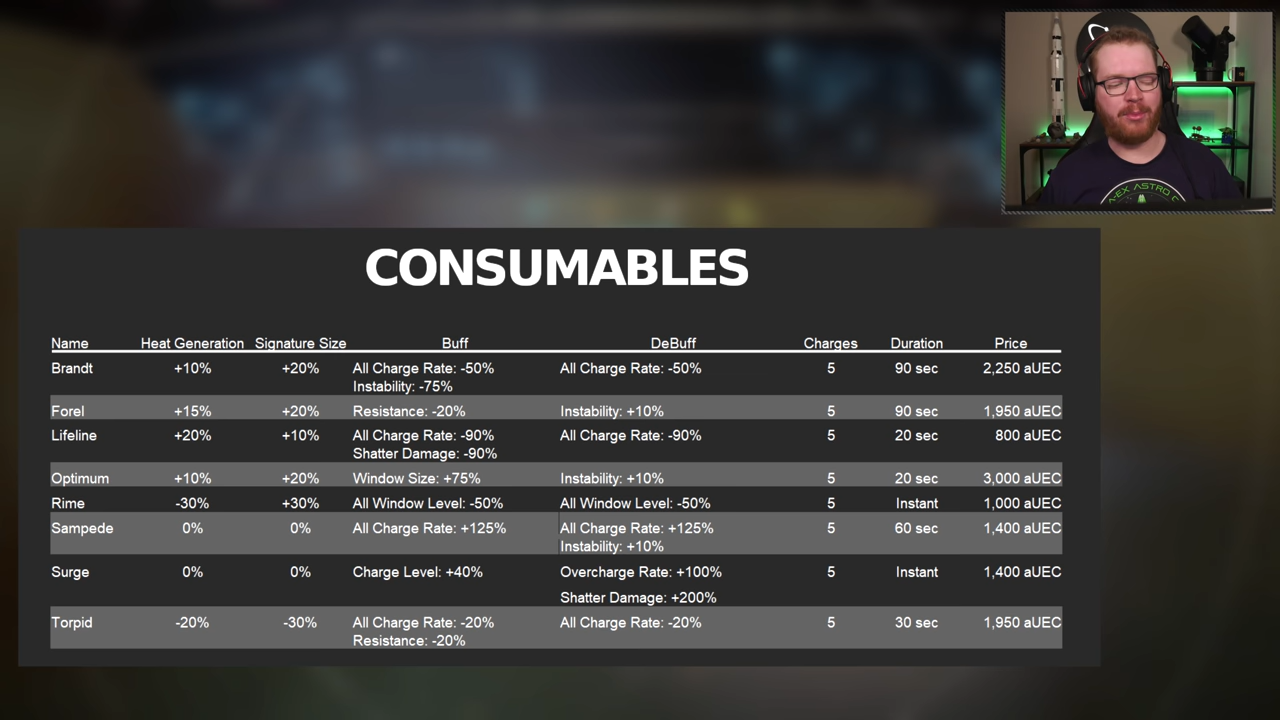 A-EX ASTRO
CONSUMABLES
Name Heat Generation Signature Size Buff DeBuff Charges Duration Price
Brandt +10% +20% All Charge Rate: -50% All Charge Rate: -50% 5 90 sec 2,250 aUEC
Instability: -75%
Forel +15% +20% Resistance: -20% Instability: +10% 5 90 sec 1,950 aUEC
Lifeline +20% +10% All Charge Rate: -90% All Charge Rate: -90% 5 20 sec 800 aUEC
Shatter Damage: -90%
Optimum +10% +20% Window Size: +75% Instability: +10% 5 20 sec 3,000 aUEC
Rime -30% +30% All Window Level: -50% All Window Level: -50% 5 Instant 1,000 aUEC
Sampede 0% 0% All Charge Rate: +125% All Charge Rate: +125% 5 60 sec 1,400 aUEC
Instability: +10%
Surge 0% 0% Charge Level: +40% Overcharge Rate: +100% 5 Instant 1,400 aUEC
Shatter Damage: +200%
Torpid -20% -30% All Charge Rate: -20% All Charge Rate: -20% 5 30 sec 1,950 aUEC
Resistance: -20%